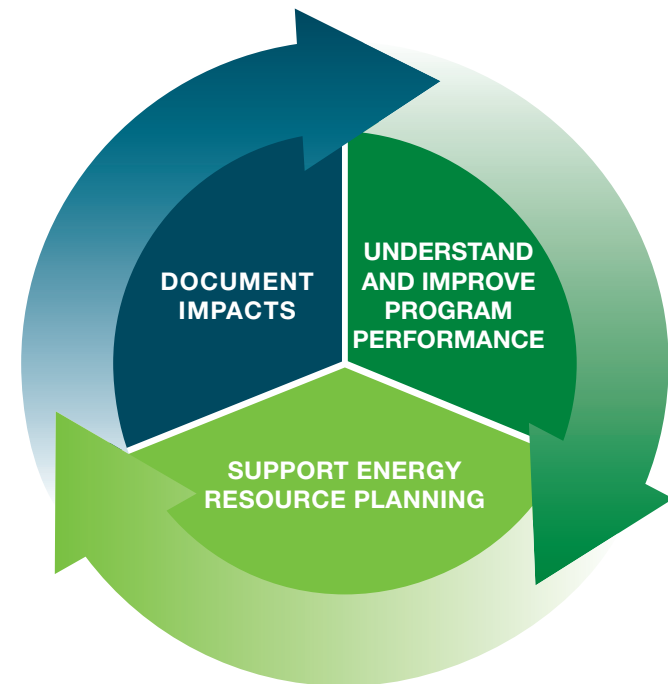 DOCUMENT
IMPACTS
UNDERSTAND
AND IMPROVE
PROGRAM
PERFORMANCE
SUPPORT ENERGY
RESOURCE PLANNING